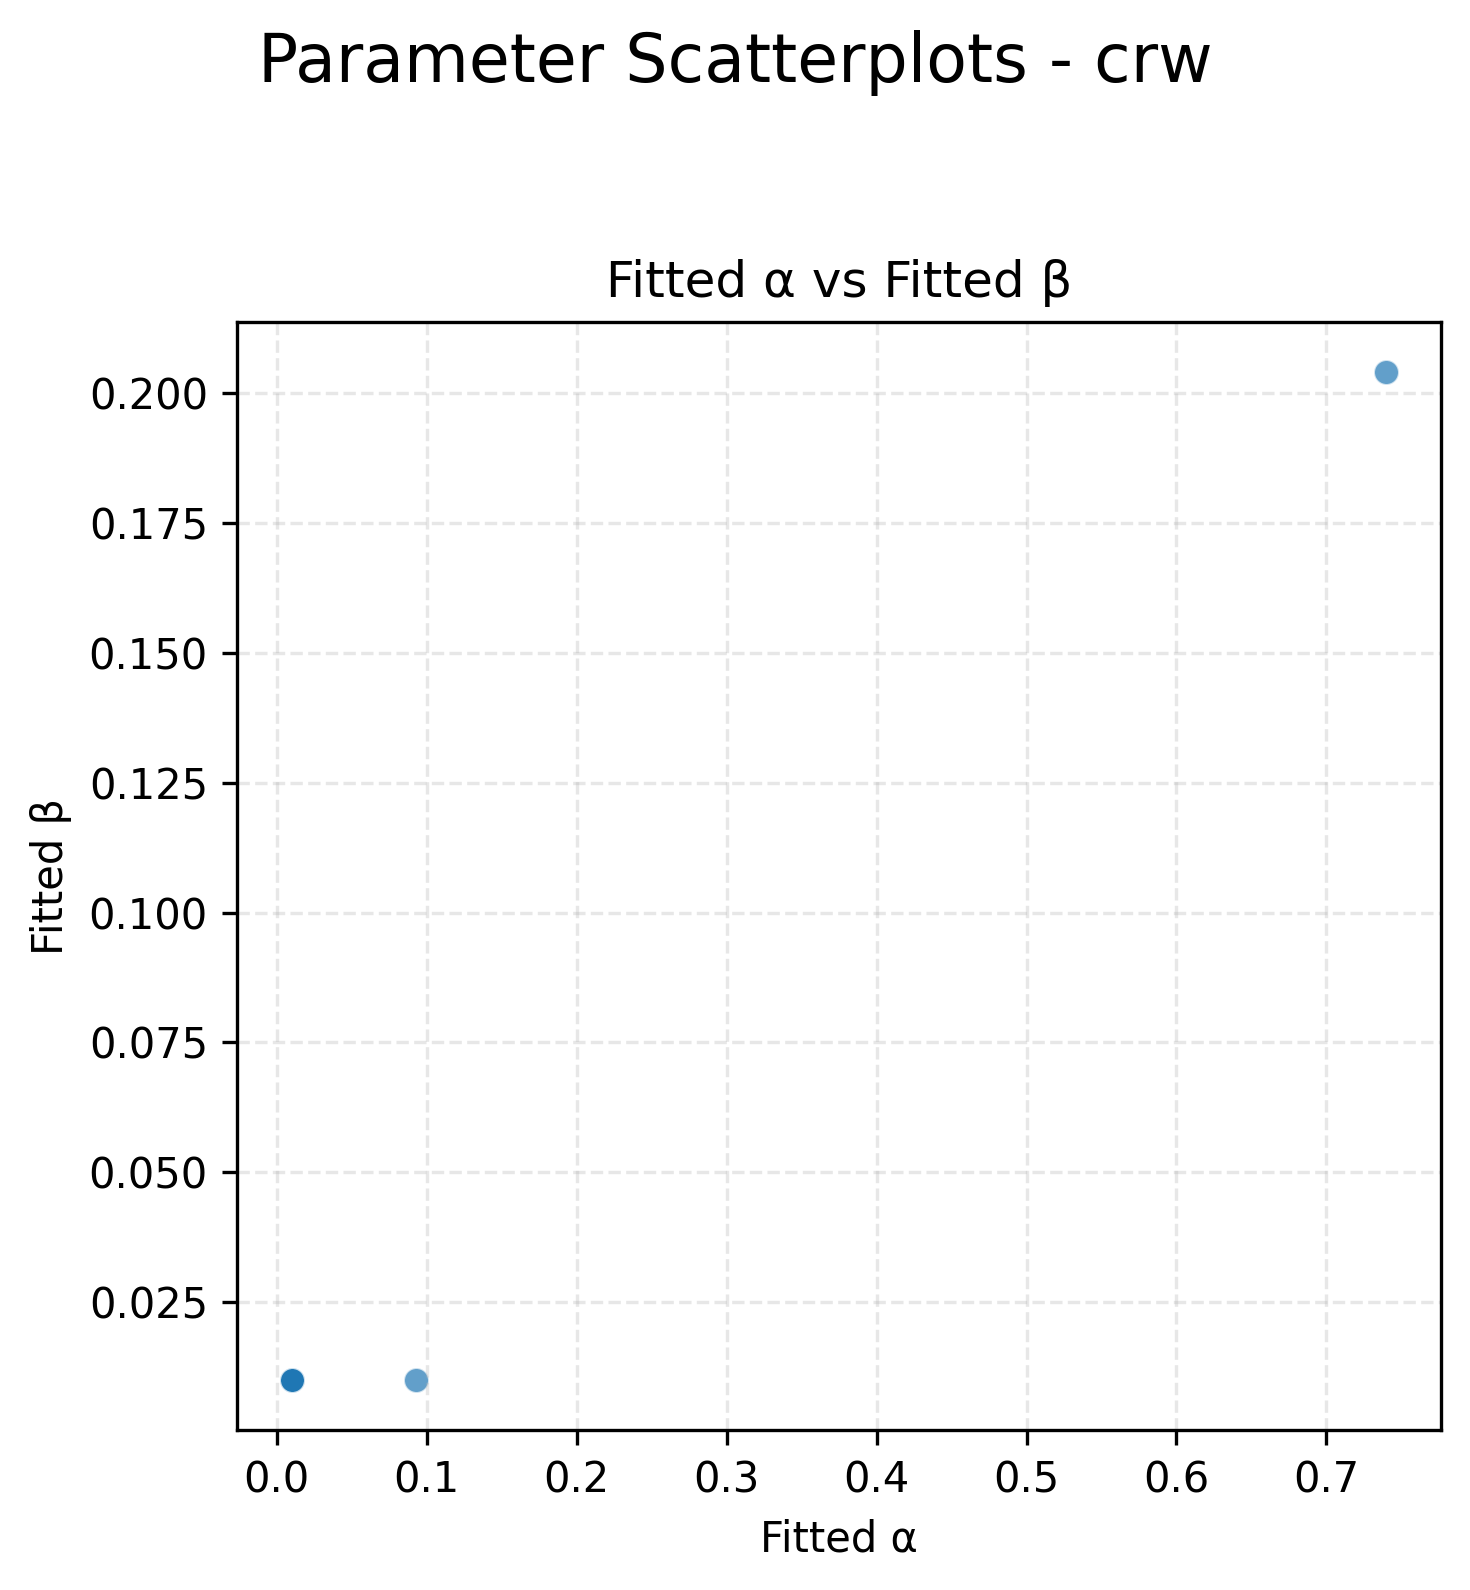 Parameter Scatterplots - crw
Fitted α vs Fitted β
0.200
0.175
0.150
0.125
0.100
0.075
0.050
0.025
Fitted β
0.0 0.1 0.2 0.3 0.4 0.5 0.6 0.7
Fitted α